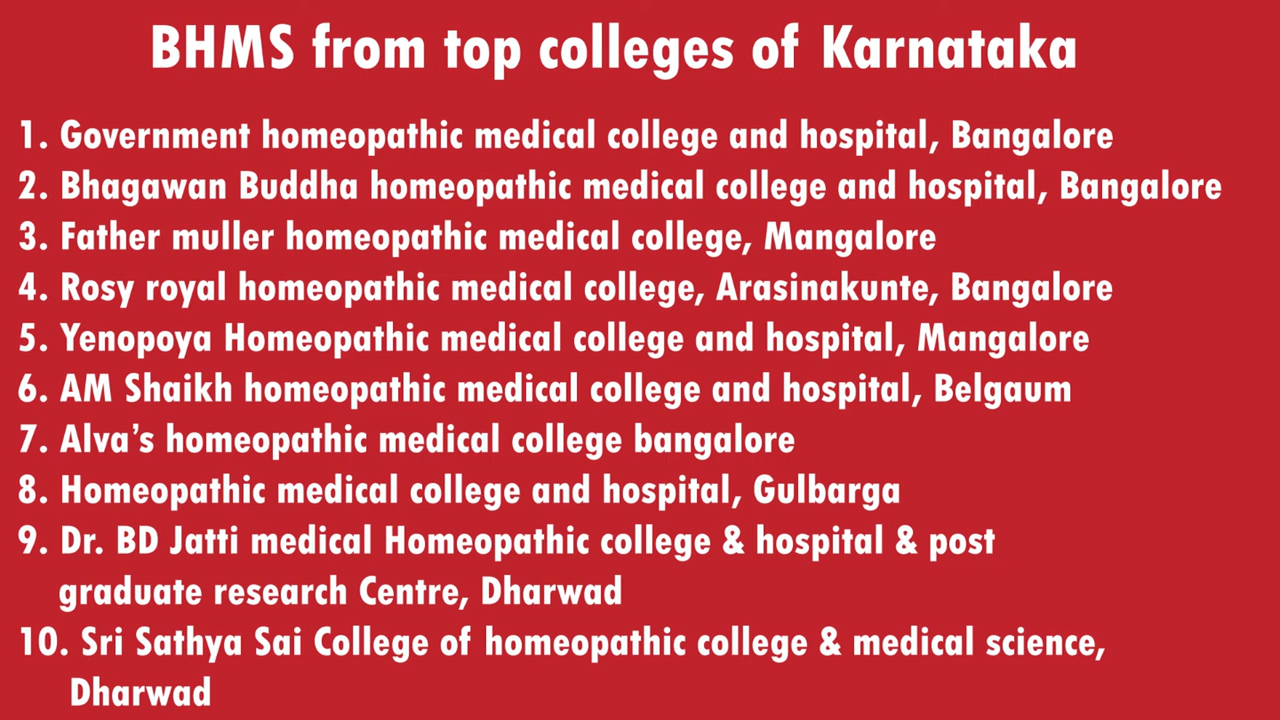 BHMS from top colleges of Karnataka
1. Government homeopathic medical college and hospital, Bangalore
2. Bhagawan Buddha homeopathic medical college and hospital, Bangalore
3. Father muller homeopathic medical college, Mangalore
4. Rosy royal homeopathic medical college, Arasinakunte, Bangalore
5. Yenopoya Homeopathic medical college and hospital, Mangalore
6. AM Shaikh homeopathic medical college and hospital, Belgaum
7. Alva’s homeopathic medical college bangalore
8. Homeopathic medical college and hospital, Gulbarga
9. Dr. BD Jatti medical Homeopathic college & hospital & post
graduate research Centre, Dharwad
10. Sri Sathya Sai College of homeopathic college & medical science,
Dharwad